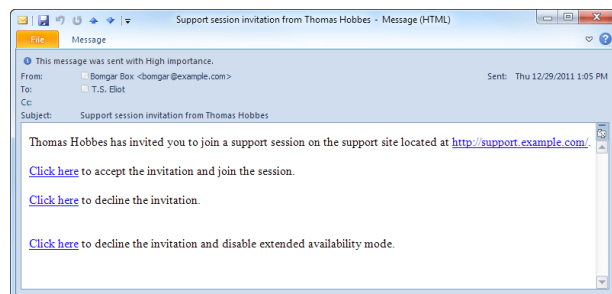 Support session invitation from Thomas Hobbes - Message (HTML)
File Message
This message was sent with High importance.
From: Bomgar Box <bomgar@example.com> Sent: Thu 12/29/2011 1:05 PM
To: T.S. Eliot
Cc:
Subject: Support session invitation from Thomas Hobbes
Thomas Hobbes has invited you to join a support session on the support site located at http://support.example.com/.
Click here to accept the invitation and join the session.
Click here to decline the invitation.
Click here to decline the invitation and disable extended availability mode.